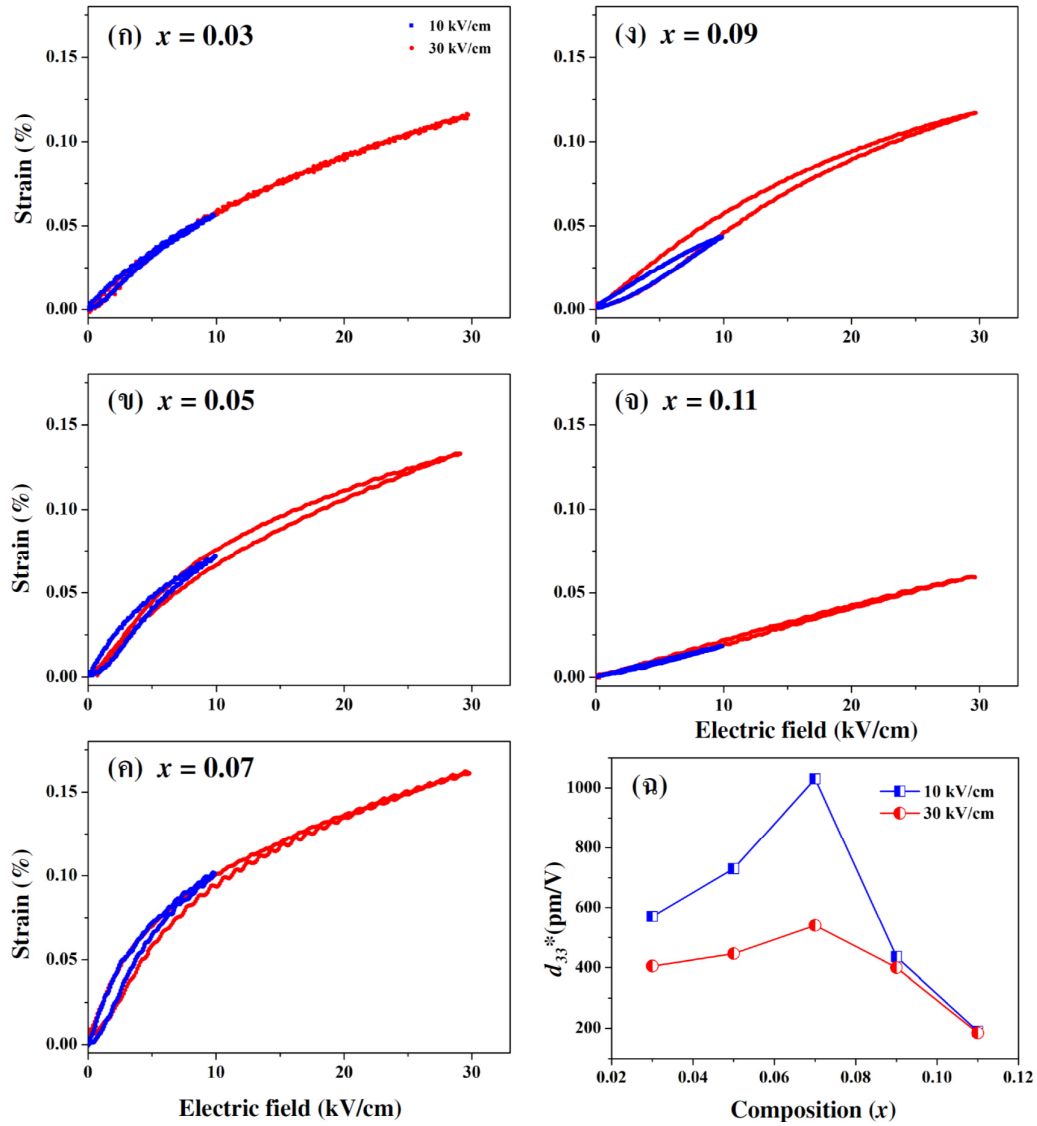 (ก) x = 0.03
10 kV/cm
30 kV/cm
0.15
0.10
0.05
0.00
Strain (%)
0 10 20 30
(ข) x = 0.05
0.15
0.10
0.05
0.00
Strain (%)
0 10 20 30
(ค) x = 0.07
0.15
0.10
0.05
0.00
Strain (%)
0 10 20 30
Electric field (kV/cm)
(ง) x = 0.09
0.15
0.10
0.05
0.00
0 10 20 30
(จ) x = 0.11
0.15
0.10
0.05
0.00
0 10 20 30
Electric field (kV/cm)
(ฉ)
10 kV/cm
30 kV/cm
1000
800
600
400
200
d33*(pm/V)
0.02 0.04 0.06 0.08 0.10 0.12
Composition (x)